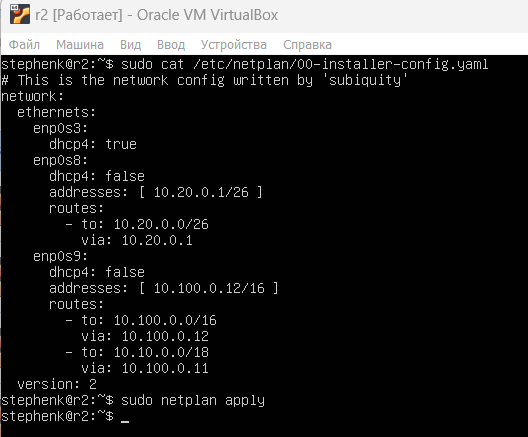 r2 [Работает] - Oracle VM VirtualBox
Файл Машина Вид Ввод Устройства Справка
stephenk@r2:~$ sudo cat /etc/netplan/00-installer-config.yaml
# This is the network config written by 'subiquity'
network:
  ethernets:
    enp0s3:
      dhcp4: true
    enp0s8:
      dhcp4: false
      addresses: [ 10.20.0.1/26 ]
      routes:
        - to: 10.20.0.0/26
          via: 10.20.0.1
    enp0s9:
      dhcp4: false
      addresses: [ 10.100.0.12/16 ]
      routes:
        - to: 10.100.0.0/16
          via: 10.100.0.12
        - to: 10.10.0.0/18
          via: 10.100.0.11
  version: 2
stephenk@r2:~$ sudo netplan apply
stephenk@r2:~$ _